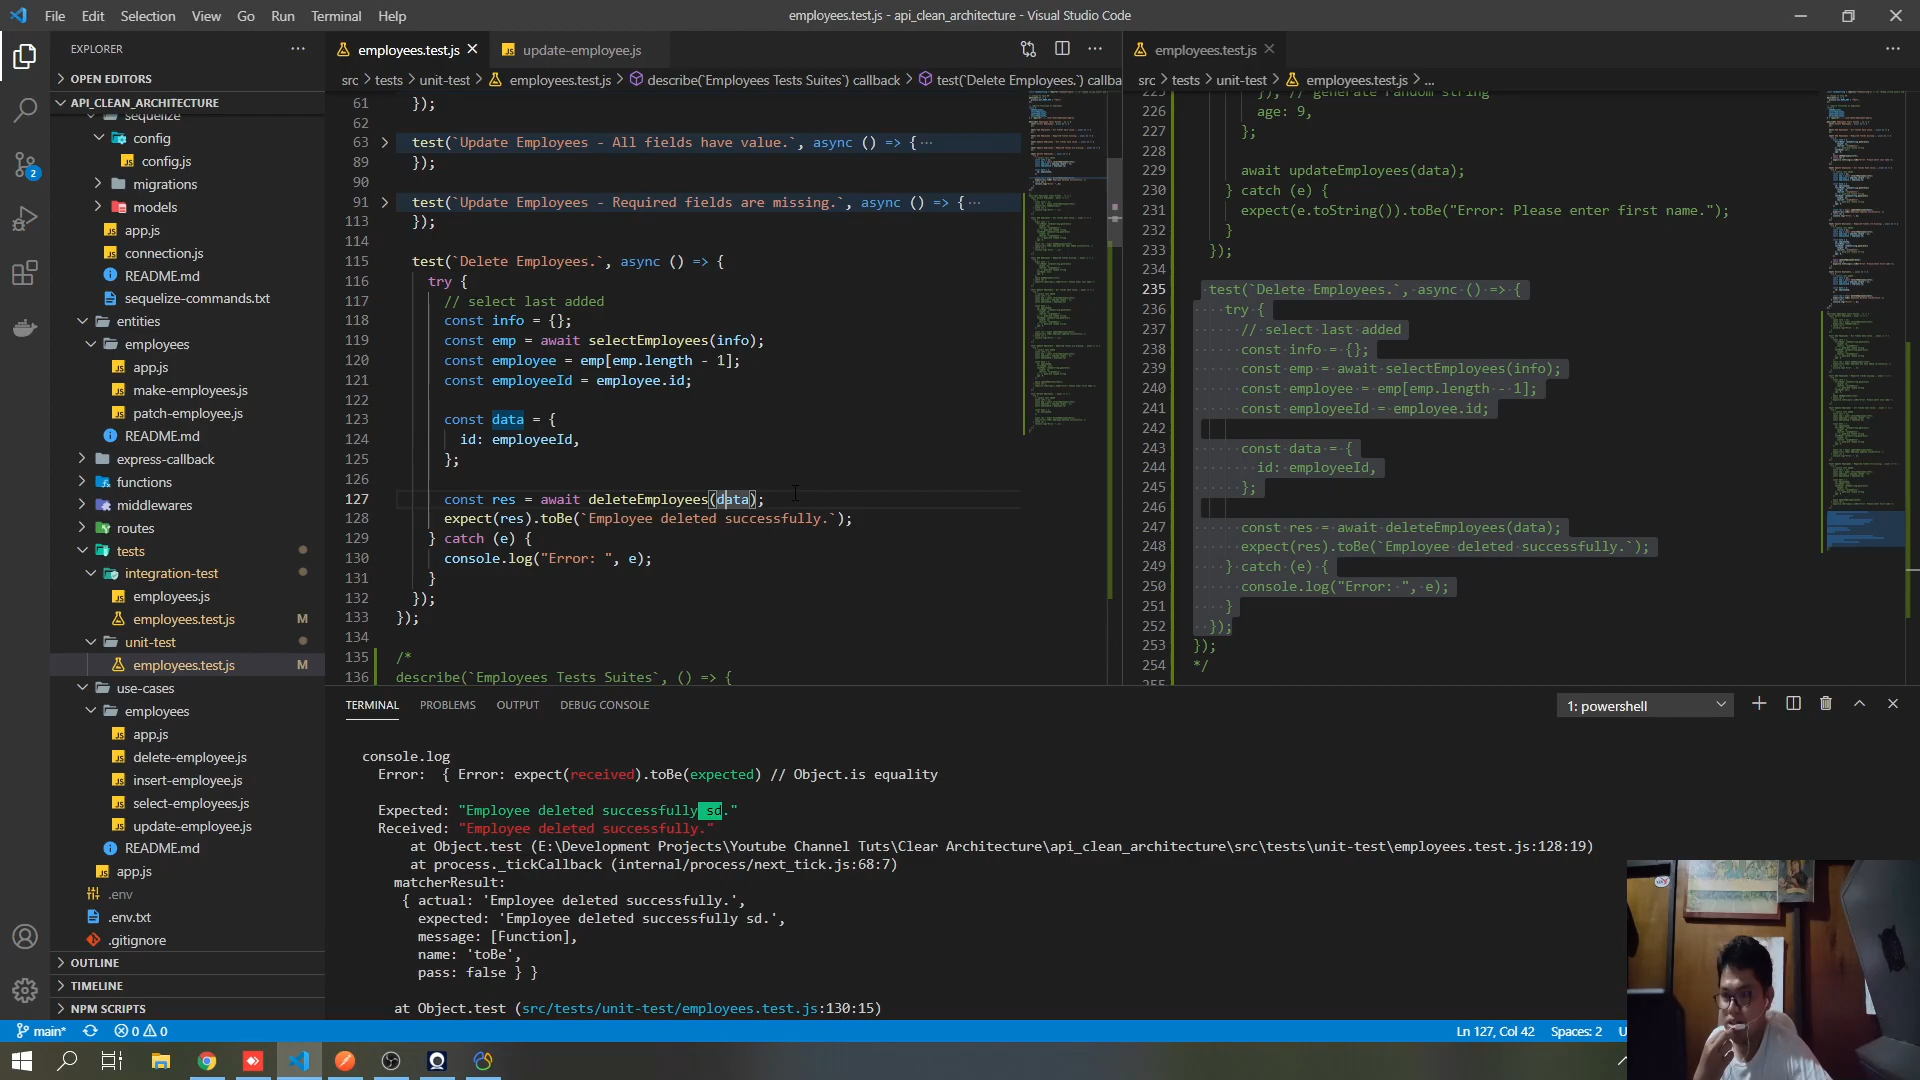 File Edit Selection View Go Run Terminal Help
employees.test.js - api_clean_architecture - Visual Studio Code
EXPLORER
OPEN EDITORS
API_CLEAN_ARCHITECTURE
sequelize
config
config.js
migrations
models
app.js
connection.js
README.md
sequelize-commands.txt
entities
employees
app.js
make-employees.js
patch-employee.js
README.md
express-callback
functions
middlewares
routes
tests
integration-test
employees.js
employees.test.js M
unit-test
employees.test.js M
use-cases
employees
app.js
delete-employee.js
insert-employee.js
select-employees.js
update-employee.js
README.md
app.js
.env
.env.txt
.gitignore
OUTLINE
TIMELINE
NPM SCRIPTS
2
employees.test.js update-employee.js
src > tests > unit-test > employees.test.js > describe(`Employees Tests Suites`) callback > test(`Delete Employees.`) callba
61 });
62
63 test(`Update Employees - All fields have value.`, async () => {···
89 });
90
91 test(`Update Employees - Required fields are missing.`, async () => {···
113 });
114
115 test(`Delete Employees.`, async () => {
116 try {
117 // select last added
118 const info = {};
119 const emp = await selectEmployees(info);
120 const employee = emp[emp.length - 1];
121 const employeeId = employee.id;
122
123 const data = {
124 id: employeeId,
125 };
126
127 const res = await deleteEmployees(data);
128 expect(res).toBe(`Employee deleted successfully.`);
129 } catch (e) {
130 console.log("Error: ", e);
131 }
132 });
133 });
134
135 /*
136 describe(`Employees Tests Suites`, () => {
employees.test.js
src > tests > unit-test > employees.test.js > ...
225 }), // generate random string
226 age: 9,
227 };
228
229 await updateEmployees(data);
230 } catch (e) {
231 expect(e.toString()).toBe("Error: Please enter first name.");
232 }
233 });
234
235 test(`Delete Employees.`, async () => {
236 try {
237 // select last added
238 const info = {};
239 const emp = await selectEmployees(info);
240 const employee = emp[emp.length - 1];
241 const employeeId = employee.id;
242
243 const data = {
244 id: employeeId,
245 };
246
247 const res = await deleteEmployees(data);
248 expect(res).toBe(`Employee deleted successfully.`);
249 } catch (e) {
250 console.log("Error: ", e);
251 }
252 });
253 });
254 */
TERMINAL PROBLEMS OUTPUT DEBUG CONSOLE
1: powershell
console.log
Error: { Error: expect(received).toBe(expected) // Object.is equality
Expected: "Employee deleted successfully sd."
Received: "Employee deleted successfully."
at Object.test (E:\Development Projects\Youtube Channel Tuts\Clear Architecture\api_clean_architecture\src\tests\unit-test\employees.test.js:128:19)
at process._tickCallback (internal/process/next_tick.js:68:7)
matcherResult:
{ actual: 'Employee deleted successfully.',
expected: 'Employee deleted successfully sd.',
message: [Function],
name: 'toBe',
pass: false } }
at Object.test (src/tests/unit-test/employees.test.js:130:15)
main* 0 0
Ln 127, Col 42 Spaces: 2 U